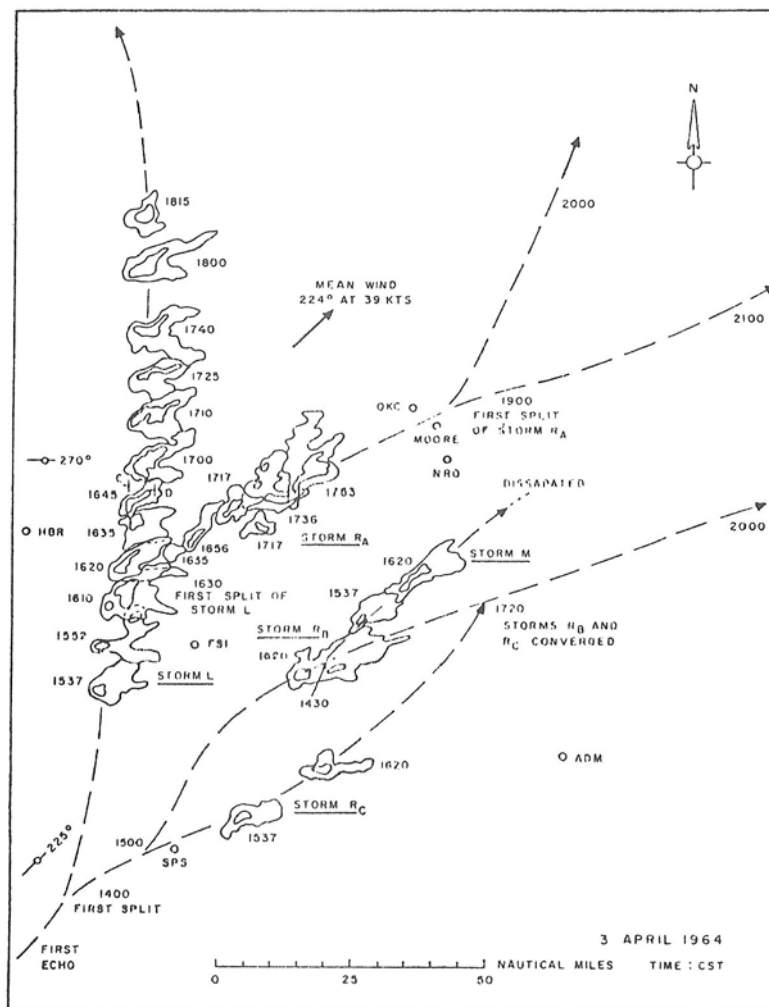 N
1815
2000
1800
MEAN WIND
224° AT 39 KTS
2100
1740
1725
1900
FIRST SPLIT
OF STORM RA
OKC
MOORE
NRO
1710
1700
270°
C
D
1645
1717
1763
DISSAPATED
1736
2000
HBR
1635
1656
1717
STORM RA
1655
STORM M
1620
1620
1630
FIRST SPLIT OF
STORM L
1537
1610
1720
STORMS RB AND
RC CONVERGED
STORM RB
1552
FSI
1620
1537
STORM L
1430
1620
ADM
STORM RC
1537
225°
1500
SPS
1400
FIRST SPLIT
3 APRIL 1964
FIRST
ECHO
0 25 50
NAUTICAL MILES TIME : CST